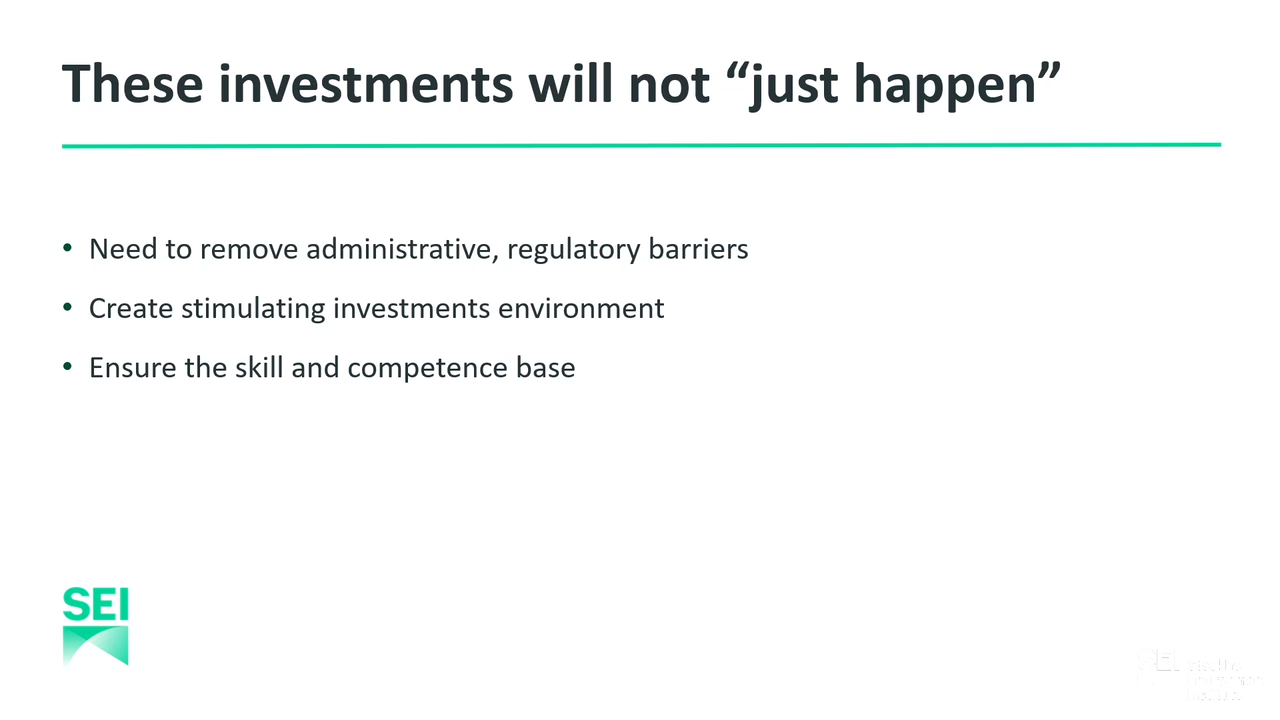 These investments will not “just happen”
• Need to remove administrative, regulatory barriers
• Create stimulating investments environment
• Ensure the skill and competence base
SEI